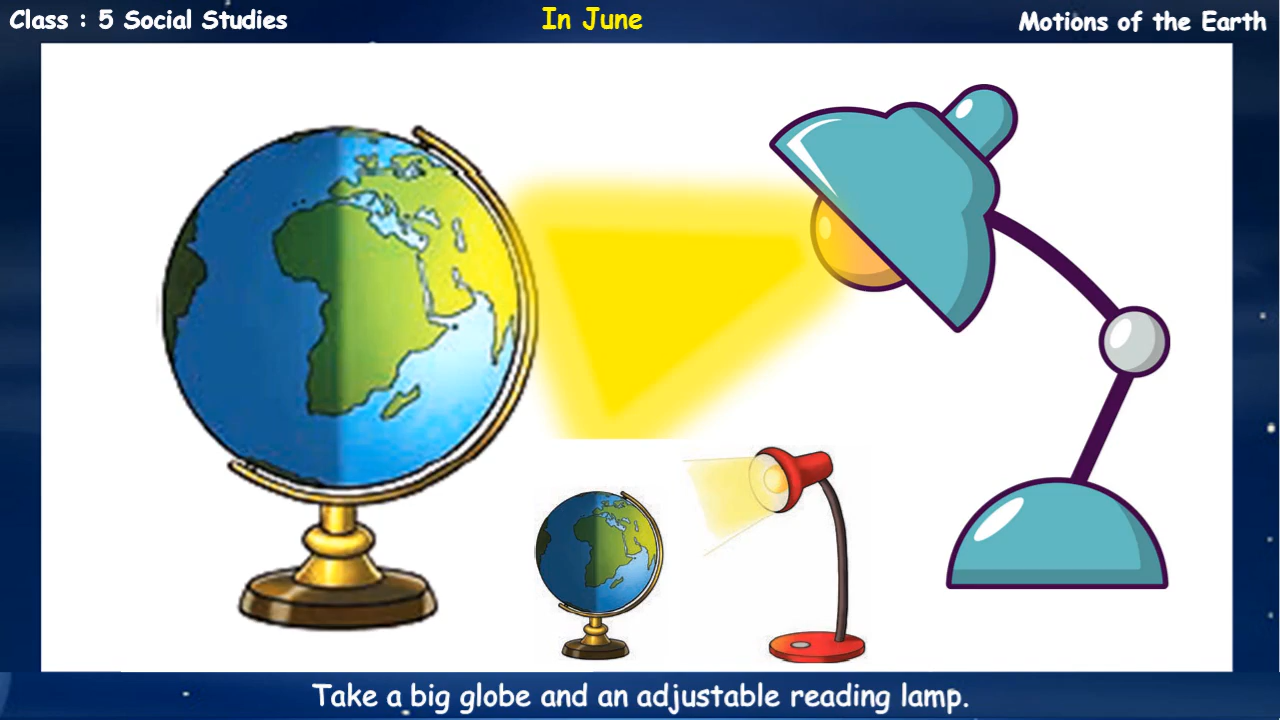 Class : 5 Social Studies
In June
Motions of the Earth
Take a big globe and an adjustable reading lamp.